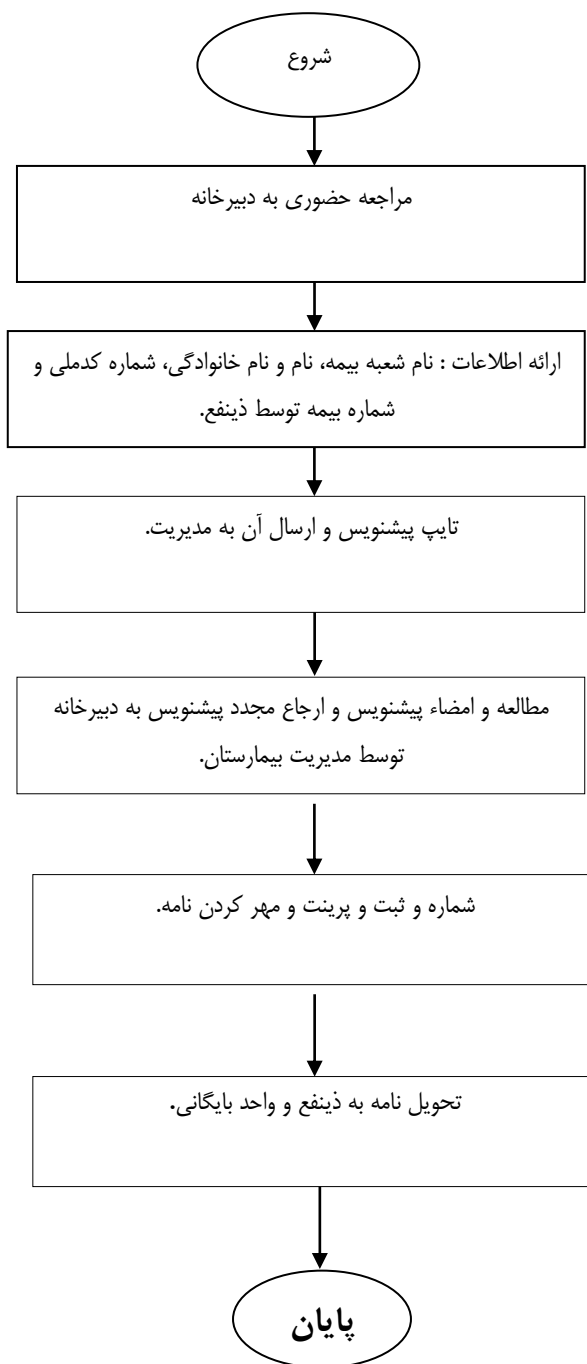 شروع
مراجعه حضوری به دبیرخانه
ارائه اطلاعات : نام شعبه بیمه، نام و نام خانوادگی، شماره کدملی و
شماره بیمه توسط ذینفع.
تایپ پیشنویس و ارسال آن به مدیریت.
مطالعه و امضاء پیشنویس و ارجاع مجدد پیشنویس به دبیرخانه
توسط مدیریت بیمارستان.
شماره و ثبت و پرینت و مهر کردن نامه.
تحویل نامه به ذینفع و واحد بایگانی.
پایان